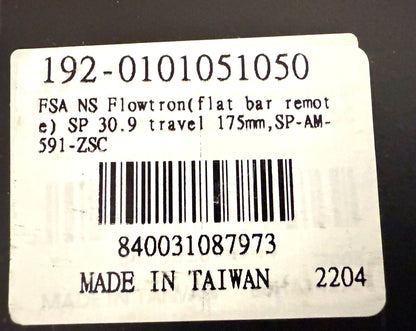 192-0101051050
FSA NS Flowtron(flat bar remot
e) SP 30.9 travel 175mm,SP-AM-
591-ZSC
840031087973
MADE IN TAIWAN 2204